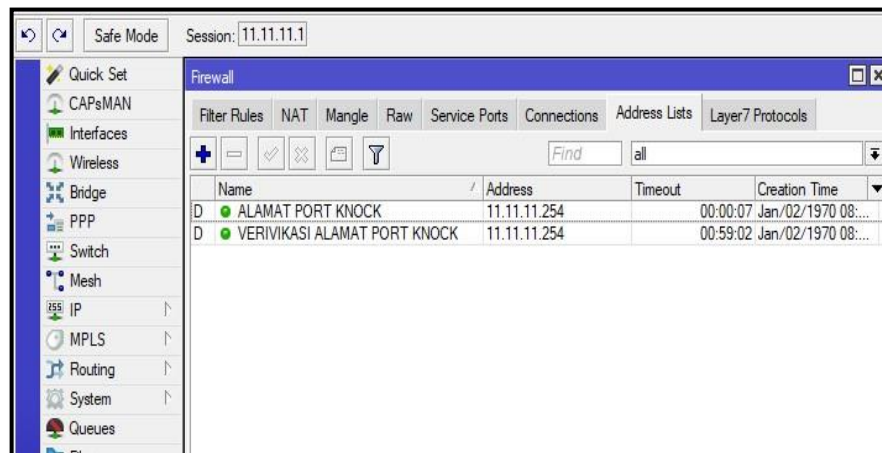 Safe Mode Session: 11.11.11.1
Quick Set
CAPsMAN
Interfaces
Wireless
Bridge
PPP
Switch
Mesh
IP
MPLS
Routing
System
Queues
Firewall
Filter Rules NAT Mangle Raw Service Ports Connections Address Lists Layer7 Protocols
Find all
Name Address Timeout Creation Time
D ALAMAT PORT KNOCK 11.11.11.254 00:00:07 Jan/02/1970 08:...
D VERIVIKASI ALAMAT PORT KNOCK 11.11.11.254 00:59:02 Jan/02/1970 08:...